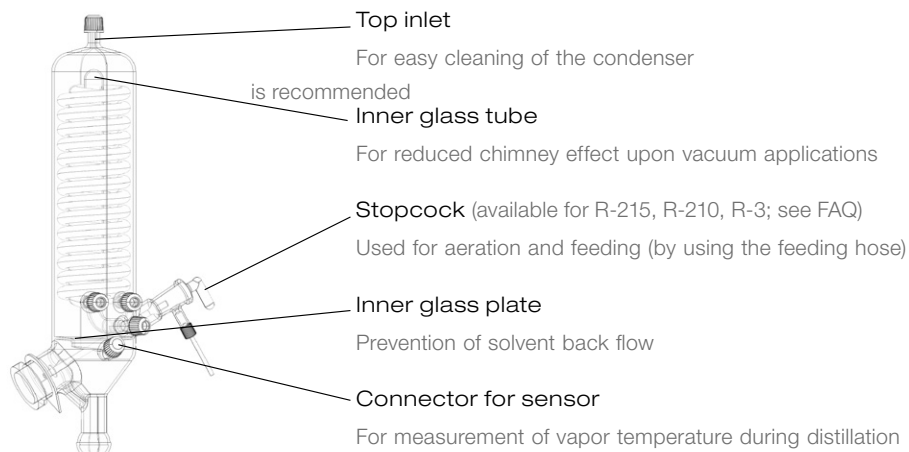 Top inlet
For easy cleaning of the condenser
is recommended
Inner glass tube
For reduced chimney effect upon vacuum applications
Stopcock (available for R-215, R-210, R-3; see FAQ)
Used for aeration and feeding (by using the feeding hose)
Inner glass plate
Prevention of solvent back flow
Connector for sensor
For measurement of vapor temperature during distillation